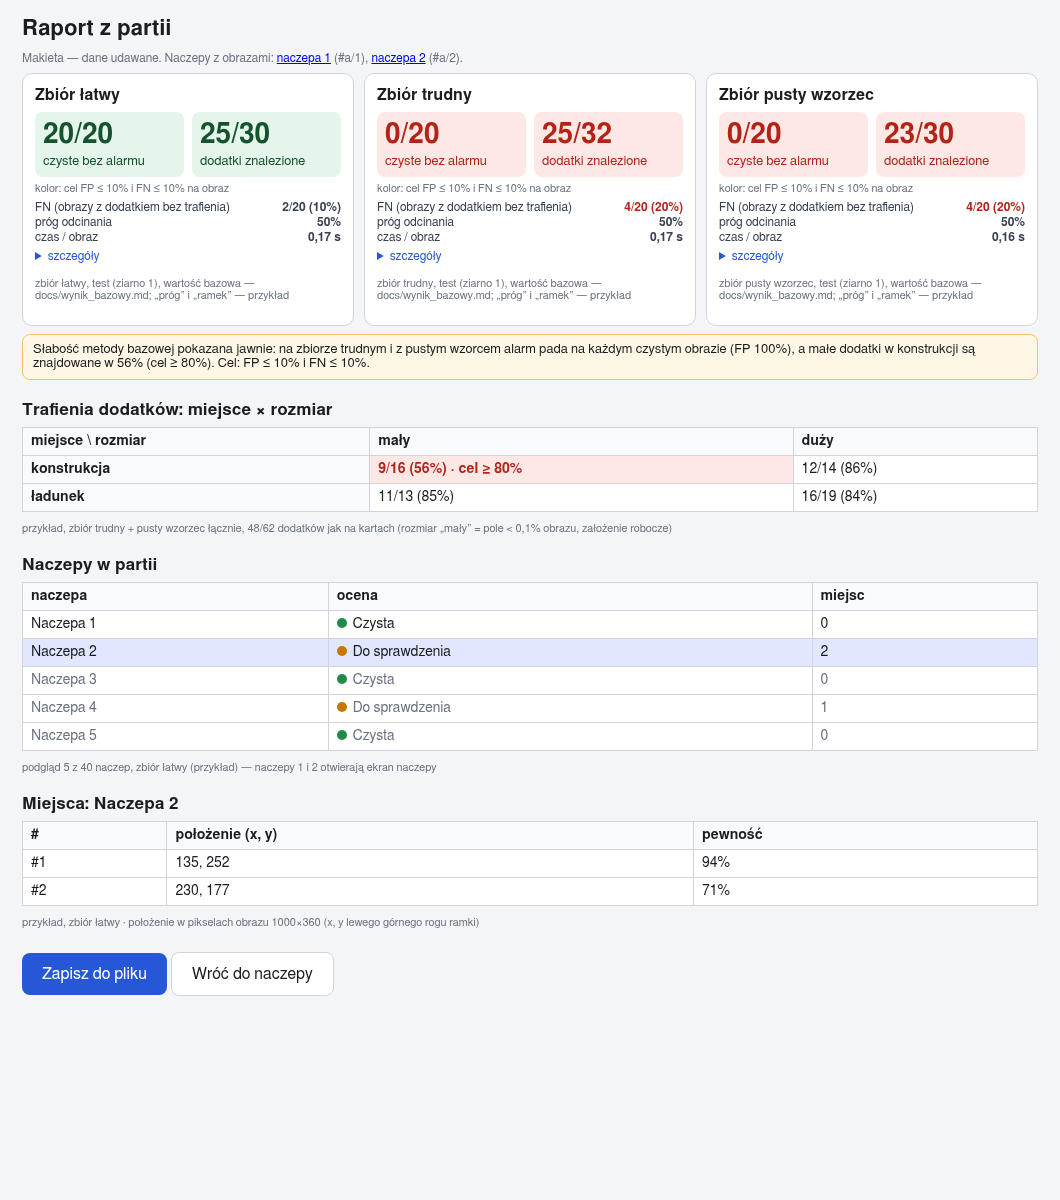 Raport z partii
Makieta — dane udawane. Naczepy z obrazami: naczepa 1 (#a/1), naczepa 2 (#a/2).
Zbiór łatwy
20/20
czyste bez alarmu
25/30
dodatki znalezione
kolor: cel FP ≤ 10% i FN ≤ 10% na obraz
FN (obrazy z dodatkiem bez trafienia) 2/20 (10%)
próg odcinania 50%
czas / obraz 0,17 s
szczegóły
zbiór łatwy, test (ziarno 1), wartość bazowa —
docs/wynik_bazowy.md; „próg” i „ramek” — przykład
Zbiór trudny
0/20
czyste bez alarmu
25/32
dodatki znalezione
kolor: cel FP ≤ 10% i FN ≤ 10% na obraz
FN (obrazy z dodatkiem bez trafienia) 4/20 (20%)
próg odcinania 50%
czas / obraz 0,17 s
szczegóły
zbiór trudny, test (ziarno 1), wartość bazowa —
docs/wynik_bazowy.md; „próg” i „ramek” — przykład
Zbiór pusty wzorzec
0/20
czyste bez alarmu
23/30
dodatki znalezione
kolor: cel FP ≤ 10% i FN ≤ 10% na obraz
FN (obrazy z dodatkiem bez trafienia) 4/20 (20%)
próg odcinania 50%
czas / obraz 0,16 s
szczegóły
zbiór pusty wzorzec, test (ziarno 1), wartość bazowa —
docs/wynik_bazowy.md; „próg” i „ramek” — przykład
Słabość metody bazowej pokazana jawnie: na zbiorze trudnym i z pustym wzorcem alarm pada na każdym czystym obrazie (FP 100%), a małe dodatki w konstrukcji są
znajdowane w 56% (cel ≥ 80%). Cel: FP ≤ 10% i FN ≤ 10%.
Trafienia dodatków: miejsce × rozmiar
miejsce \ rozmiar mały duży
konstrukcja 9/16 (56%) · cel ≥ 80% 12/14 (86%)
ładunek 11/13 (85%) 16/19 (84%)
przykład, zbiór trudny + pusty wzorzec łącznie, 48/62 dodatków jak na kartach (rozmiar „mały” = pole < 0,1% obrazu, założenie robocze)
Naczepy w partii
naczepa ocena miejsc
Naczepa 1 Czysta 0
Naczepa 2 Do sprawdzenia 2
Naczepa 3 Czysta 0
Naczepa 4 Do sprawdzenia 1
Naczepa 5 Czysta 0
podgląd 5 z 40 naczep, zbiór łatwy (przykład) — naczepy 1 i 2 otwierają ekran naczepy
Miejsca: Naczepa 2
# położenie (x, y) pewność
#1 135, 252 94%
#2 230, 177 71%
przykład, zbiór łatwy · położenie w pikselach obrazu 1000×360 (x, y lewego górnego rogu ramki)
Zapisz do pliku Wróć do naczepy